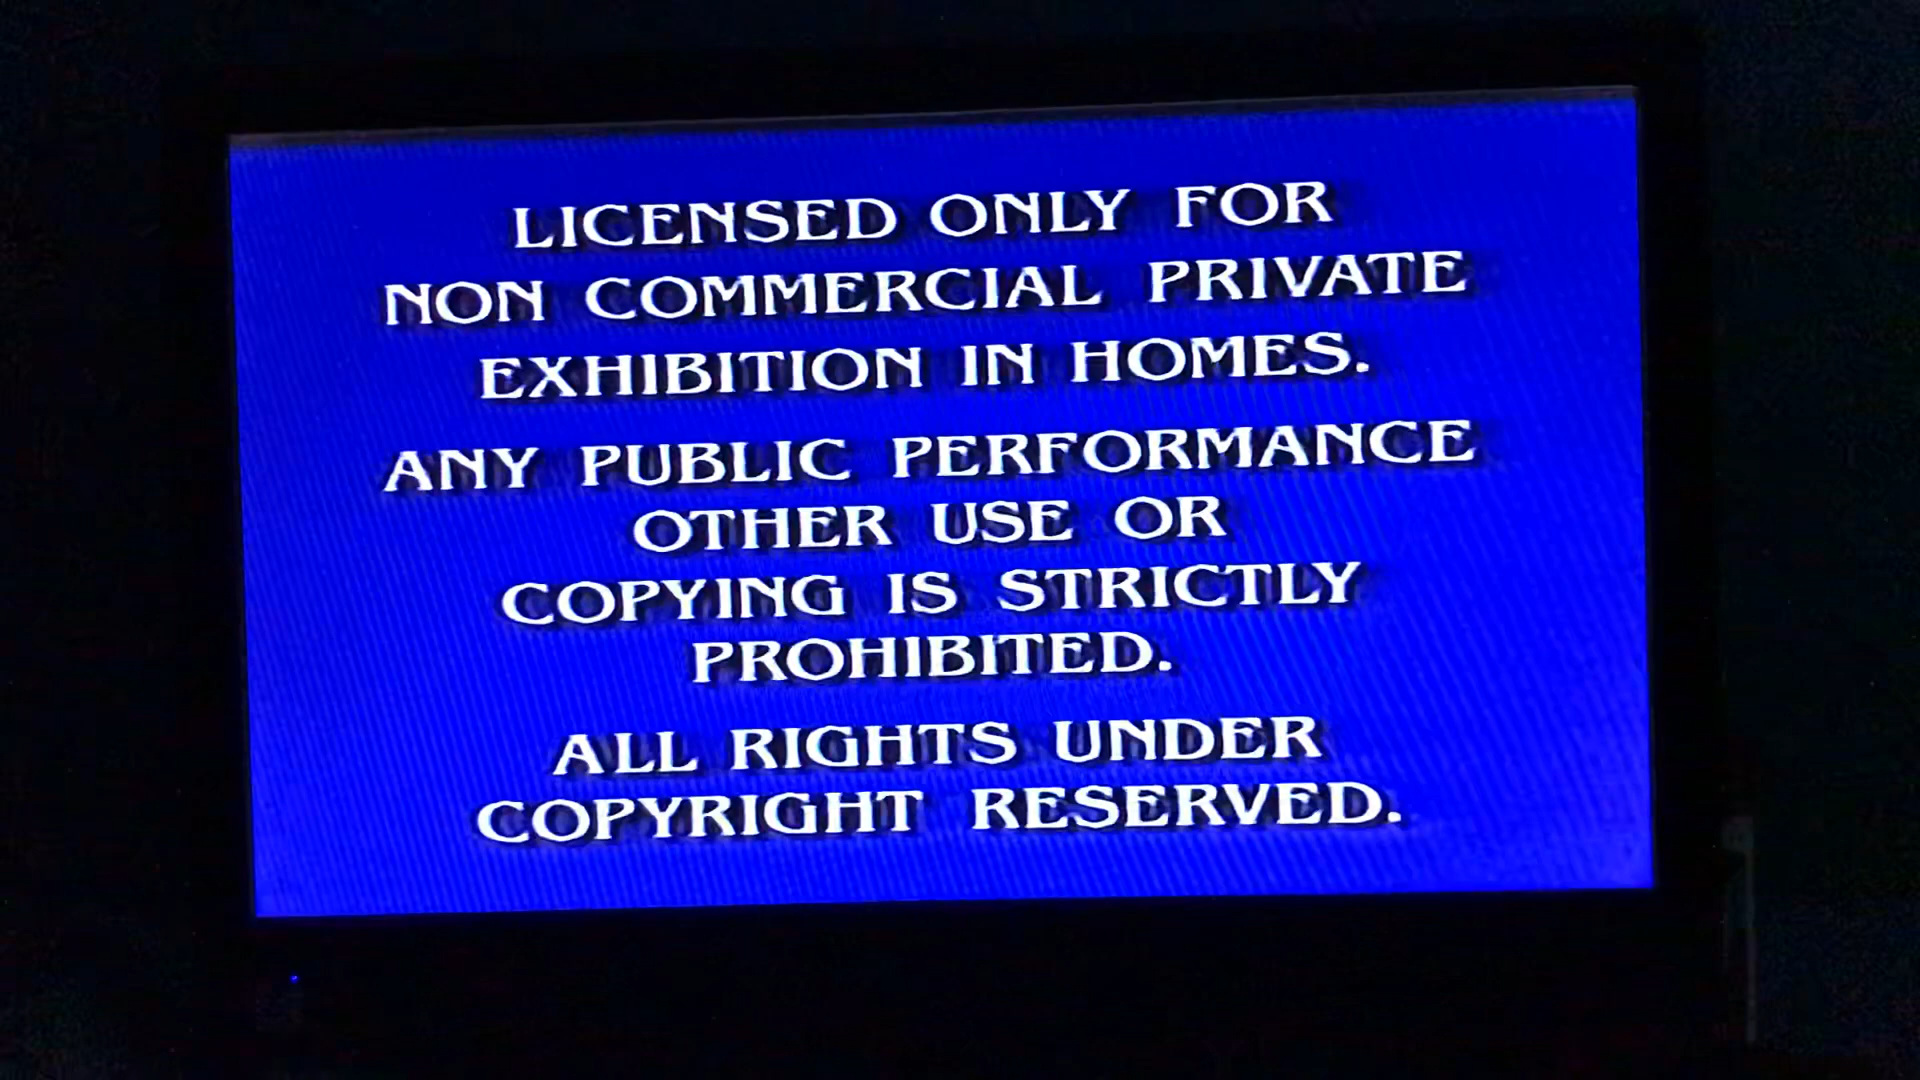 LICENSED ONLY FOR
NON COMMERCIAL PRIVATE
EXHIBITION IN HOMES.
ANY PUBLIC PERFORMANCE
OTHER USE OR
COPYING IS STRICTLY
PROHIBITED.
ALL RIGHTS UNDER
COPYRIGHT RESERVED.